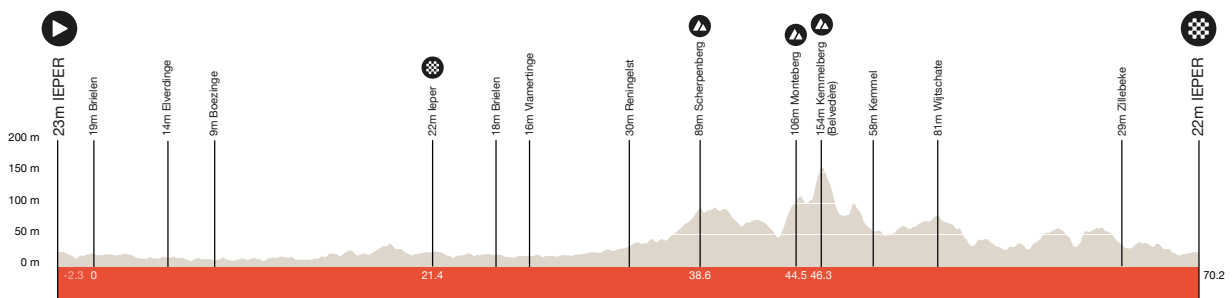 23m IEPER
19m Brielen
14m Elverdinge
9m Boezinge
22m Ieper
18m Brielen
16m Vlamertinge
30m Reningelst
89m Scherpenberg
106m Monteberg
154m Kemmelberg
(Belvedère)
58m Kemmel
81m Wijtschate
29m Zillebeke
22m IEPER
200 m
150 m
100 m
50 m
0 m
-2.3
0
21.4
38.6
44.5
46.3
70.2